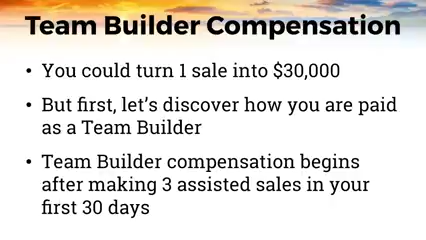 Team Builder Compensation
• You could turn 1 sale into $30,000
• But first, let’s discover how you are paid
as a Team Builder
• Team Builder compensation begins
after making 3 assisted sales in your
first 30 days